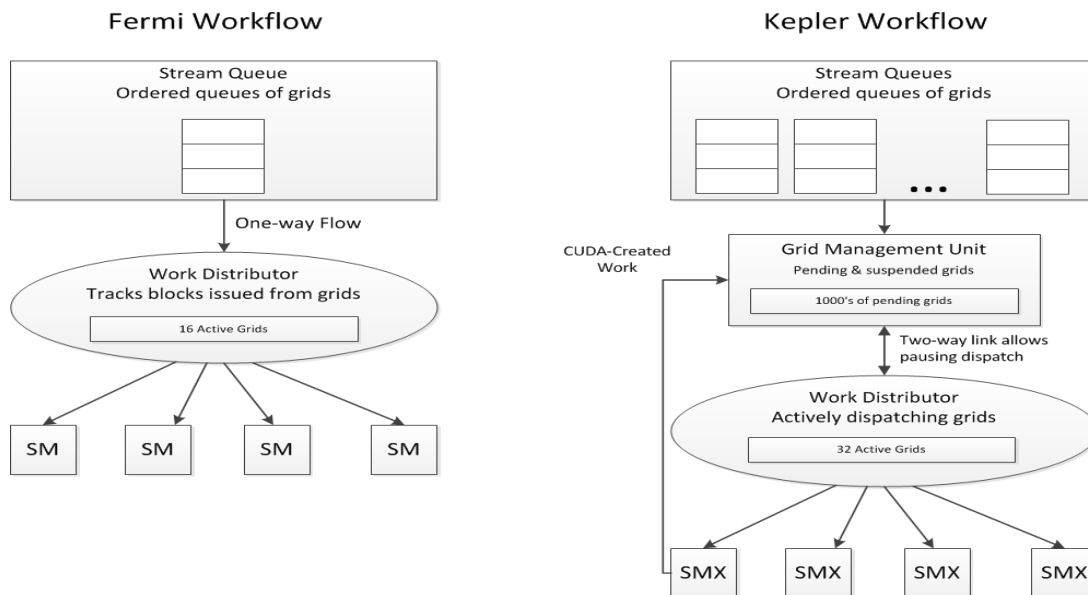 Fermi Workflow
Stream Queue
Ordered queues of grids
One-way Flow
Work Distributor
Tracks blocks issued from grids
16 Active Grids
SM
SM
SM
SM
Kepler Workflow
Stream Queues
Ordered queues of grids
...
CUDA-Created
Work
Grid Management Unit
Pending & suspended grids
1000's of pending grids
Two-way link allows
pausing dispatch
Work Distributor
Actively dispatching grids
32 Active Grids
SMX
SMX
SMX
SMX